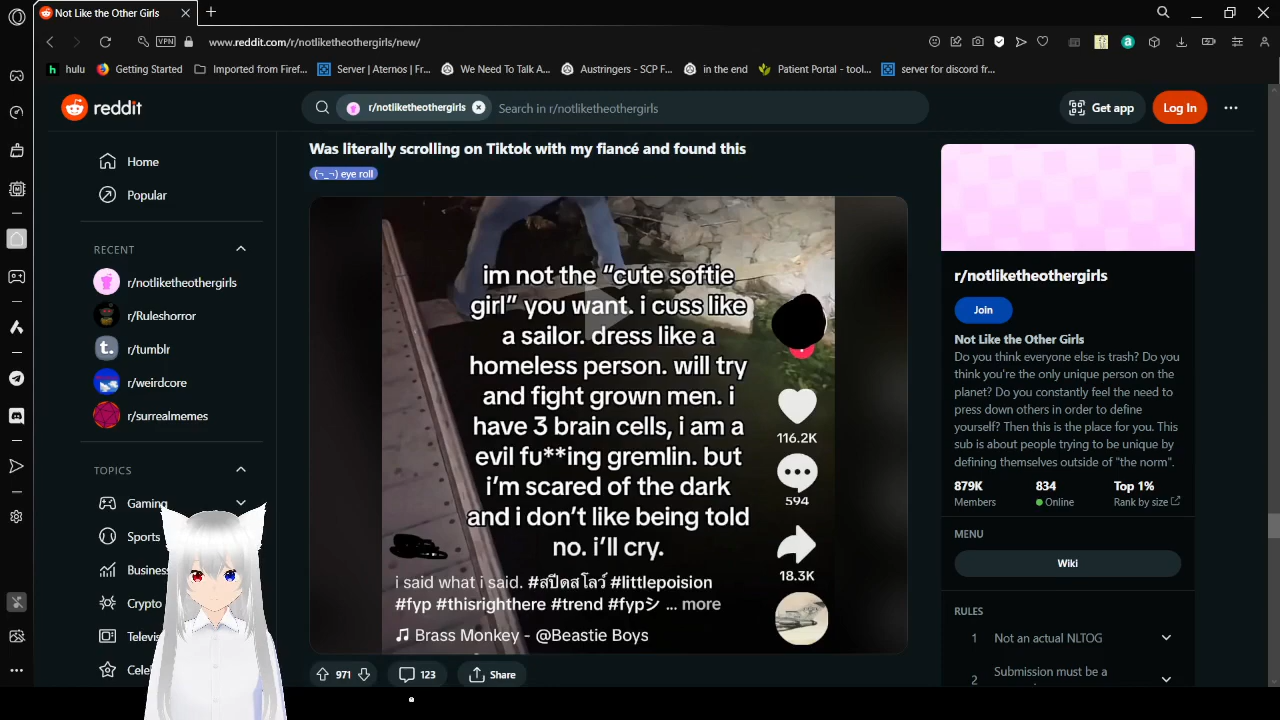 Not Like the Other Girls
VPN
www.reddit.com/r/notliketheothergirls/new/
hulu
Getting Started
Imported from Firef...
Server | Aternos | Fr...
We Need To Talk A...
Austringers - SCP F...
in the end
Patient Portal - tool...
server for discord fr...
reddit
r/notliketheothergirls
Search in r/notliketheothergirls
Get app
Log In
Home
Popular
RECENT
r/notliketheothergirls
r/Ruleshorror
r/tumblr
r/weirdcore
r/surrealmemes
TOPICS
Gaming
Sports
Business
Crypto
Televi
Cele
Was literally scrolling on Tiktok with my fiancé and found this
(¬_¬) eye roll
im not the “cute softie
girl” you want. i cuss like
a sailor. dress like a
homeless person. will try
and fight grown men. i
have 3 brain cells, i am a
evil fu**ing gremlin. but
i’m scared of the dark
and i don’t like being told
no. i’ll cry.
116.2K
594
18.3K
i said what i said. #สปีดสโลว์ #littlepoision
#fyp #thisrighthere #trend #fypシ ... more
Brass Monkey - @Beastie Boys
971
123
Share
r/notliketheothergirls
Join
Not Like the Other Girls
Do you think everyone else is trash? Do you
think you're the only unique person on the
planet? Do you constantly feel the need to
press down others in order to define
yourself? Then this is the place for you. This
sub is about people trying to be unique by
defining themselves outside of "the norm".
879K
834
Top 1%
Members
Online
Rank by size
MENU
Wiki
RULES
1 Not an actual NLTOG
2 Submission must be a